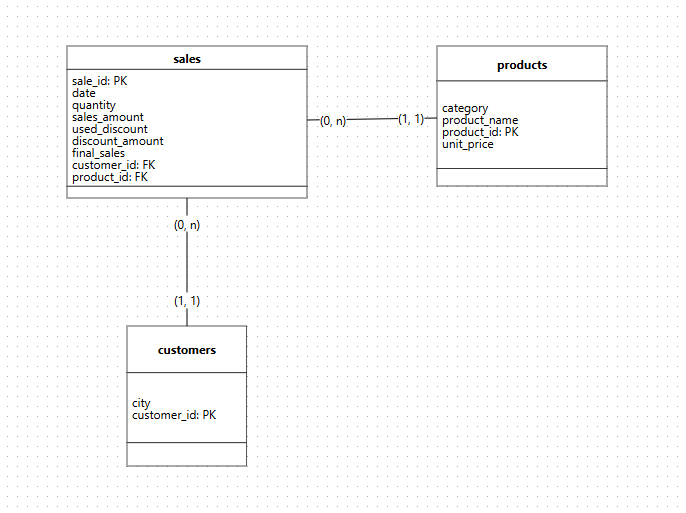 sales
sale_id: PK
date
quantity
sales_amount
used_discount
discount_amount
final_sales
customer_id: FK
product_id: FK
(0, n)
(1, 1)
products
category
product_name
product_id: PK
unit_price
(0, n)
(1, 1)
customers
city
customer_id: PK